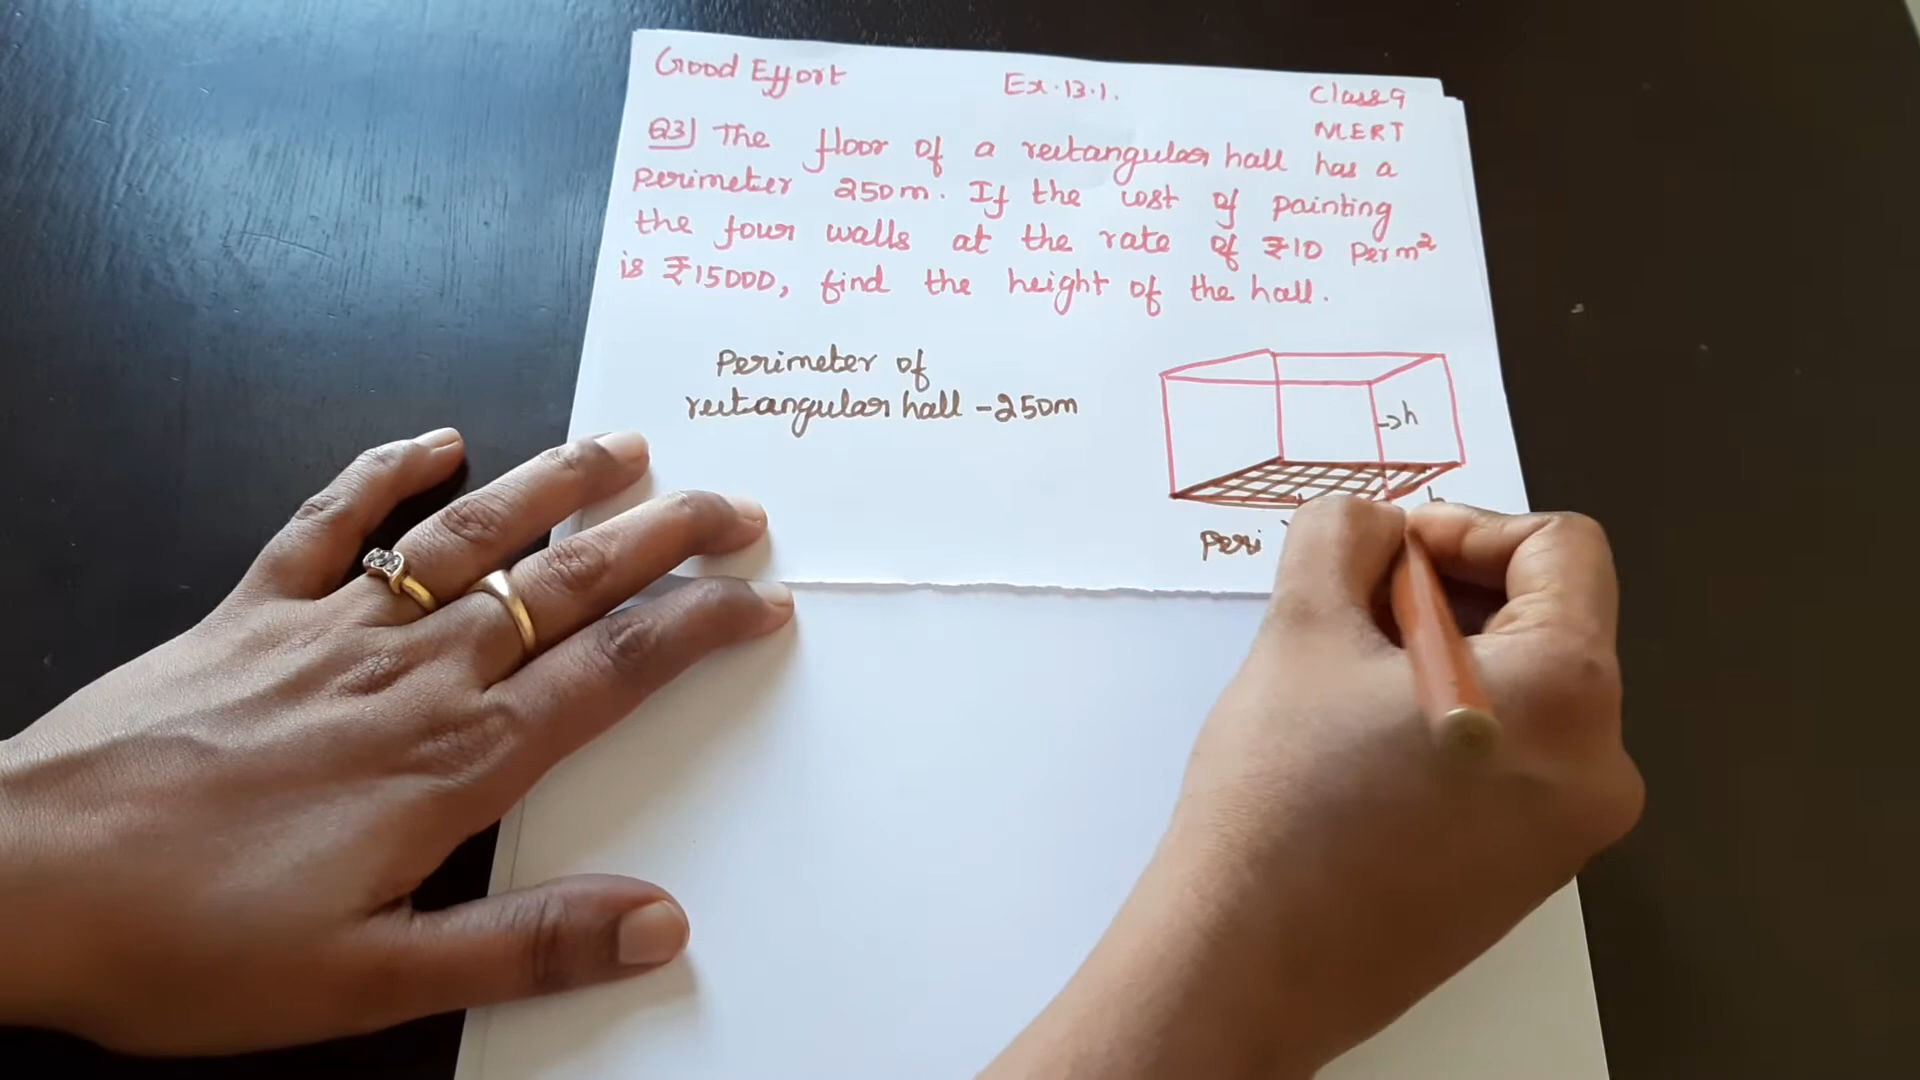 Good Effort Ex.13.1. Class 9
NCERT
Q3) The floor of a rectangular hall has a
perimeter 250m. If the cost of painting
the four walls at the rate of ₹10 Per m²
is ₹15000, find the height of the hall.
Perimeter of
rectangular hall - 250m
→h
b
Peri